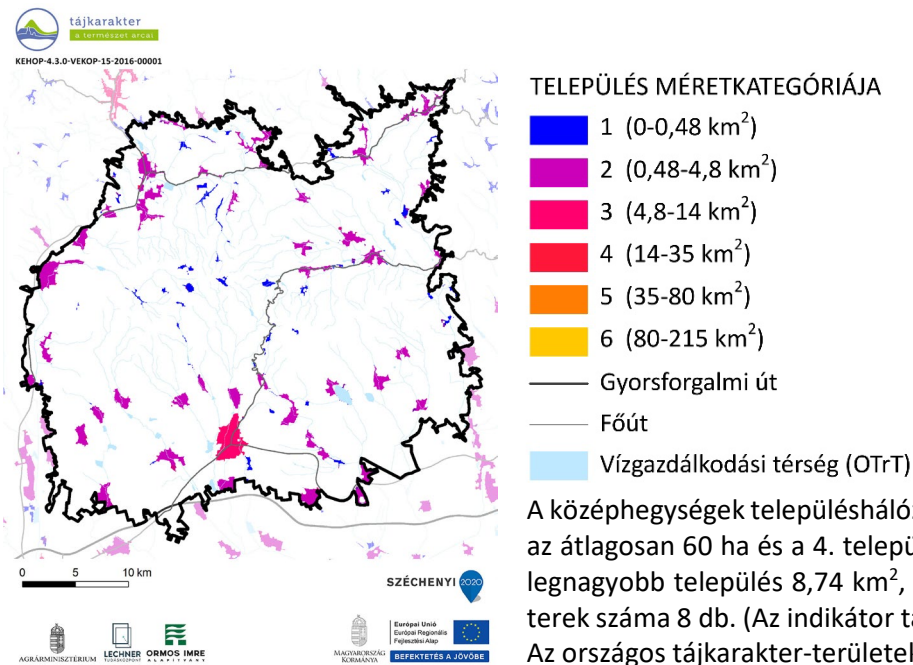 tájkarakter
a természet arcai
KEHOP-4.3.0-VEKOP-15-2016-00001
TELEPÜLÉS MÉRETKATEGÓRIÁJA
1 (0-0,48 km²)
2 (0,48-4,8 km²)
3 (4,8-14 km²)
4 (14-35 km²)
5 (35-80 km²)
6 (80-215 km²)
Gyorsforgalmi út
Főút
Vízgazdálkodási térség (OTrT)
0 5 10 km
SZÉCHENYI 2020
AGRÁRMINISZTÉRIUM
LECHNER
TUDÁSKÖZPONT
ORMOS IMRE
ALAPÍTVÁNY
MAGYARORSZÁG
KORMÁNYA
Európai Unió
Európai Regionális
Fejlesztési Alap
BEFEKTETÉS A JÖVŐBE
A középhegységek településháló
az átlagosan 60 ha és a 4. telepü
legnagyobb település 8,74 km²,
terek száma 8 db. (Az indikátor ta
Az országos tájkarakter-területel